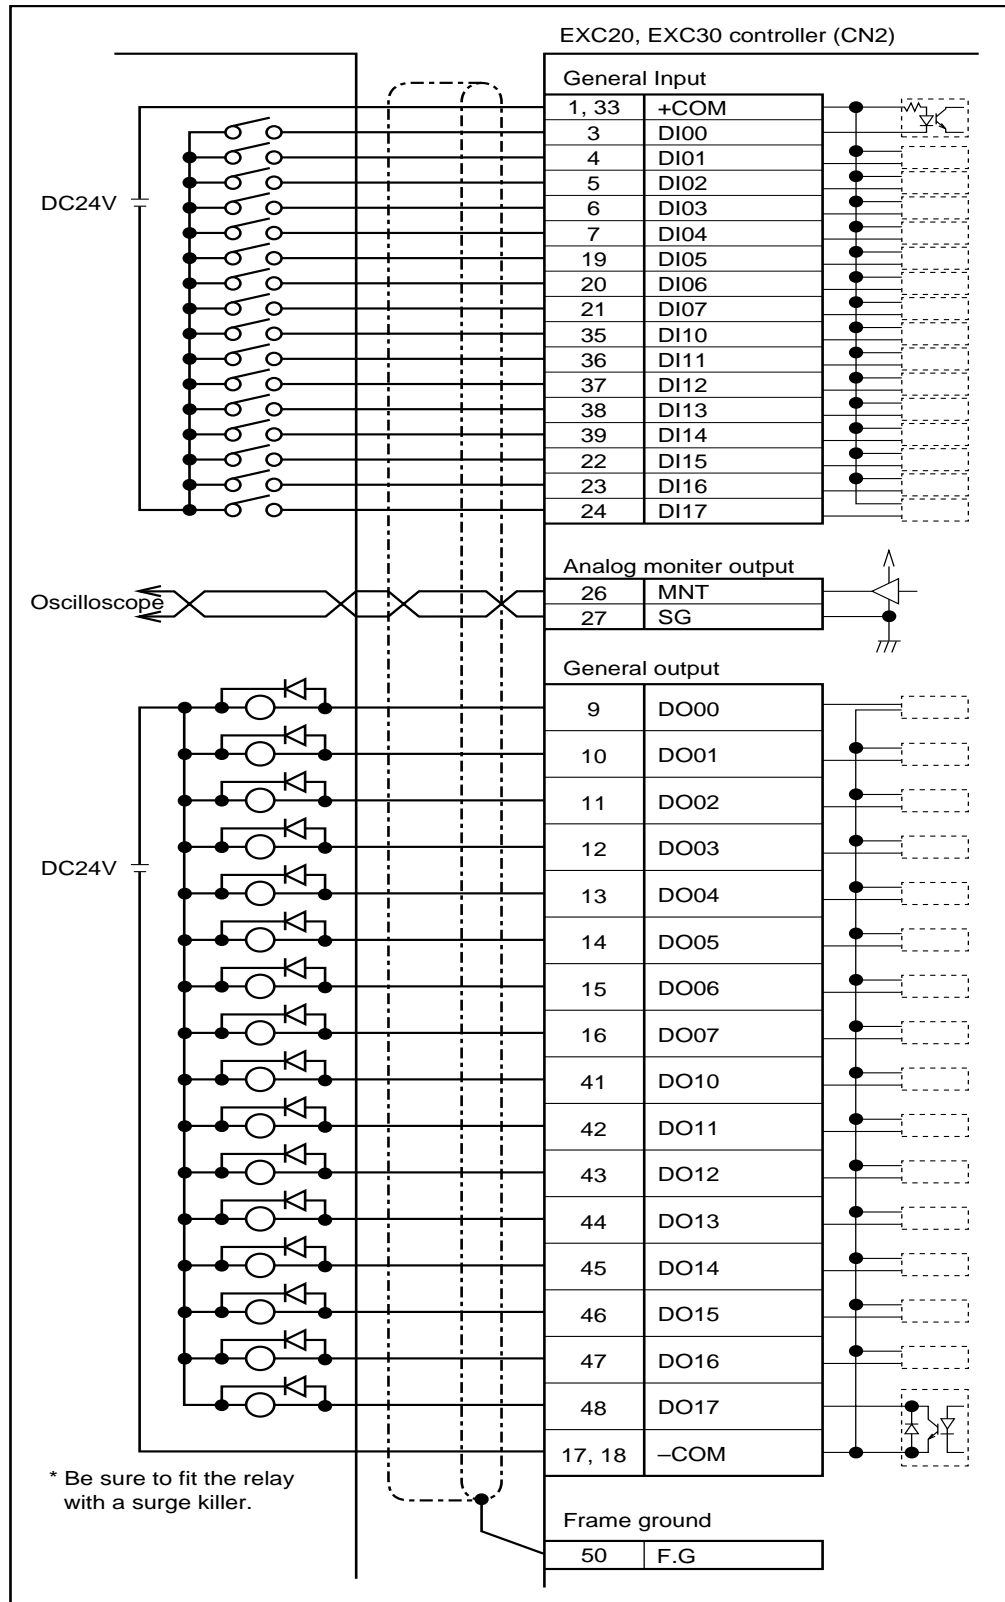 EXC20, EXC30 controller (CN2)
General Input
1, 33 +COM
3 DI00
4 DI01
5 DI02
DC24V
6 DI03
7 DI04
19 DI05
20 DI06
21 DI07
35 DI10
36 DI11
37 DI12
38 DI13
39 DI14
22 DI15
23 DI16
24 DI17
Analog moniter output
Oscilloscope
26 MNT
27 SG
General output
9 DO00
10 DO01
11 DO02
12 DO03
DC24V
13 DO04
14 DO05
15 DO06
16 DO07
41 DO10
42 DO11
43 DO12
44 DO13
45 DO14
46 DO15
47 DO16
48 DO17
17, 18 –COM
* Be sure to fit the relay
with a surge killer.
Frame ground
50 F.G